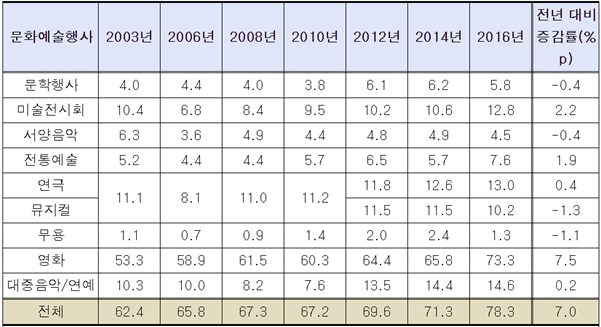 문화예술행사 2003년 2006년 2008년 2010년 2012년 2014년 2016년 전년 대비
증감률(%
p)
문학행사 4.0 4.4 4.0 3.8 6.1 6.2 5.8 -0.4
미술전시회 10.4 6.8 8.4 9.5 10.2 10.6 12.8 2.2
서양음악 6.3 3.6 4.9 4.4 4.8 4.9 4.5 -0.4
전통예술 5.2 4.4 4.4 5.7 6.5 5.7 7.6 1.9
연극 11.1 8.1 11.0 11.2 11.8 12.6 13.0 0.4
뮤지컬 11.5 11.5 10.2 -1.3
무용 1.1 0.7 0.9 1.4 2.0 2.4 1.3 -1.1
영화 53.3 58.9 61.5 60.3 64.4 65.8 73.3 7.5
대중음악/연예 10.3 10.0 8.2 7.6 13.5 14.4 14.6 0.2
전체 62.4 65.8 67.3 67.2 69.6 71.3 78.3 7.0